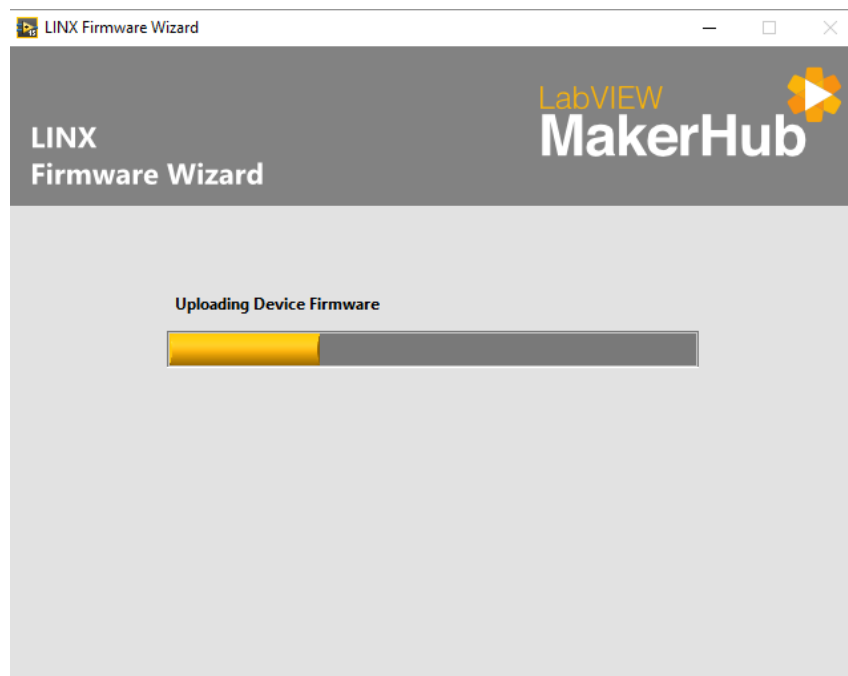 LINX Firmware Wizard
LabVIEW
MakerHub
LINX
Firmware Wizard
Uploading Device Firmware